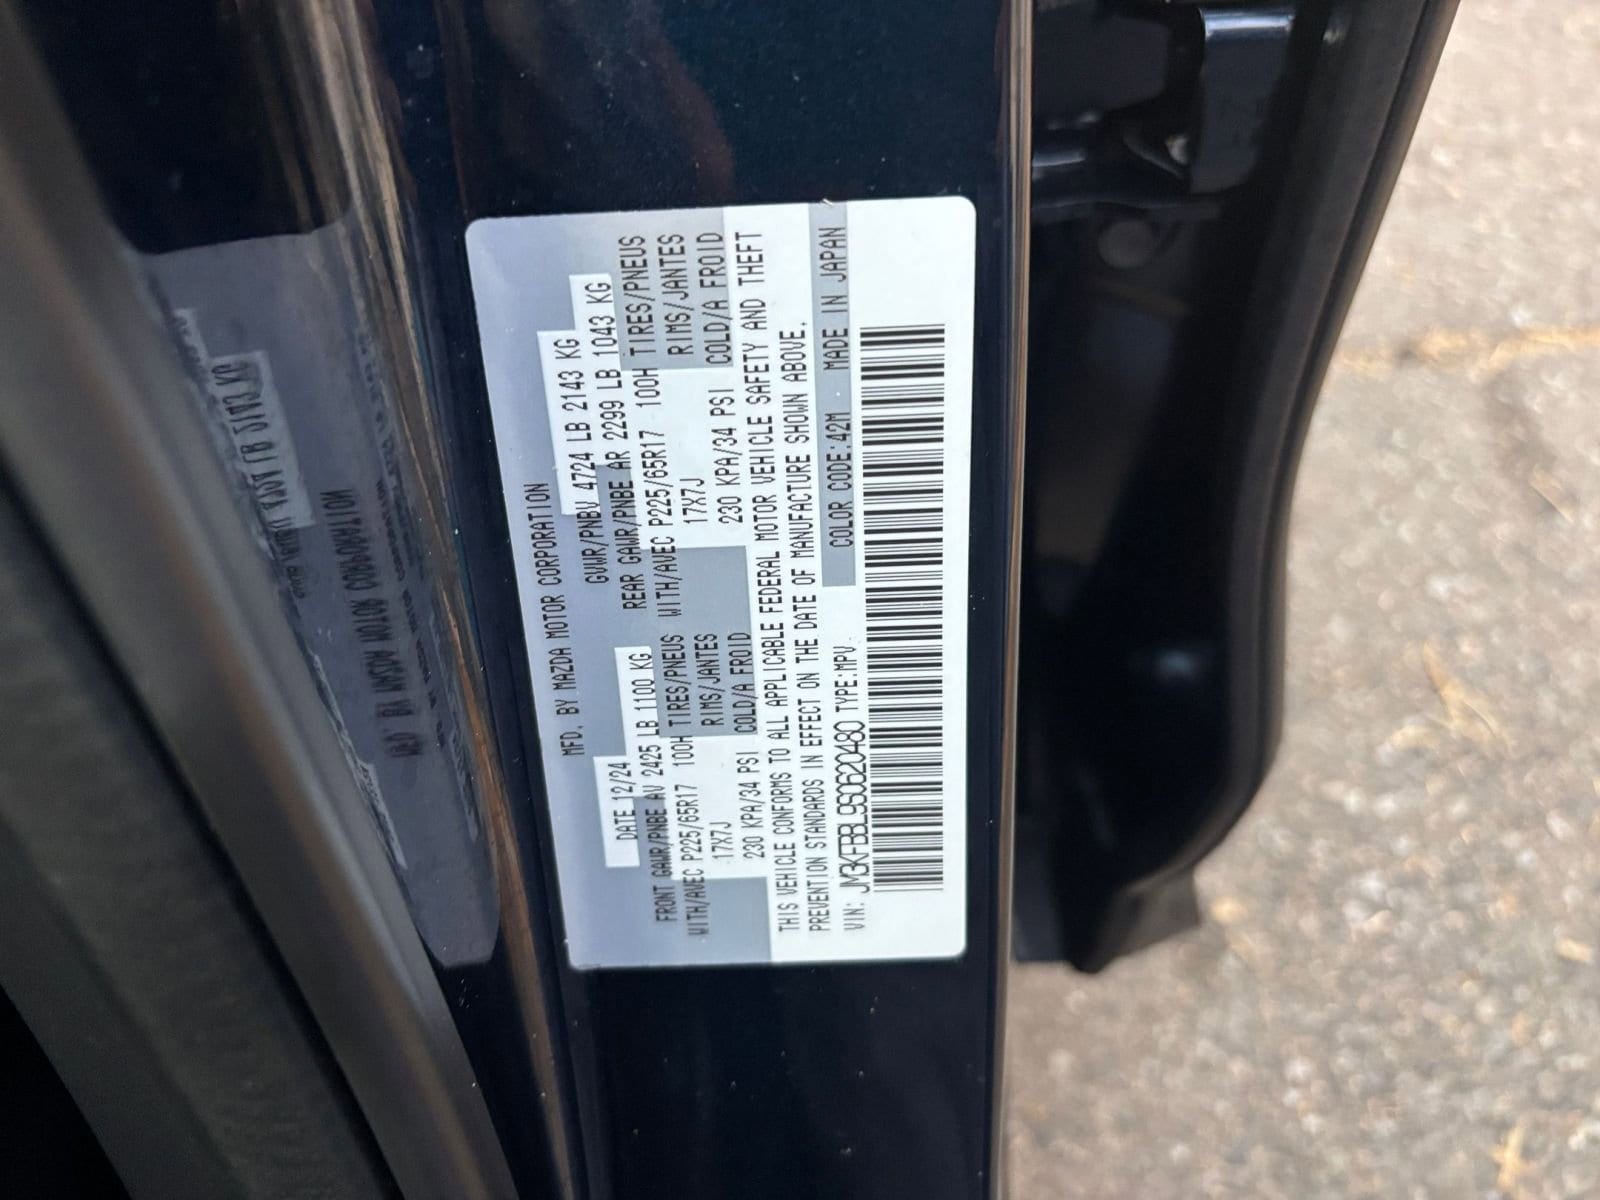 MFD. BY MAZDA MOTOR CORPORATION
DATE 12/24 GVWR/PNBV 4724 LB 2143 KG
FRONT GAWR/PNBE AV 2425 LB 1100 KG REAR GAWR/PNBE AR 2299 LB 1043 KG
WITH/AVEC P225/65R17 100H TIRES/PNEUS WITH/AVEC P225/65R17 100H TIRES/PNEUS
17X7J RIMS/JANTES 17X7J RIMS/JANTES
230 KPA/34 PSI COLD/A FROID 230 KPA/34 PSI COLD/A FROID
THIS VEHICLE CONFORMS TO ALL APPLICABLE FEDERAL MOTOR VEHICLE SAFETY AND THEFT
PREVENTION STANDARDS IN EFFECT ON THE DATE OF MANUFACTURE SHOWN ABOVE.
VIN: JM3KFBBL9S0620480 TYPE:MPV COLOR CODE:42M MADE IN JAPAN